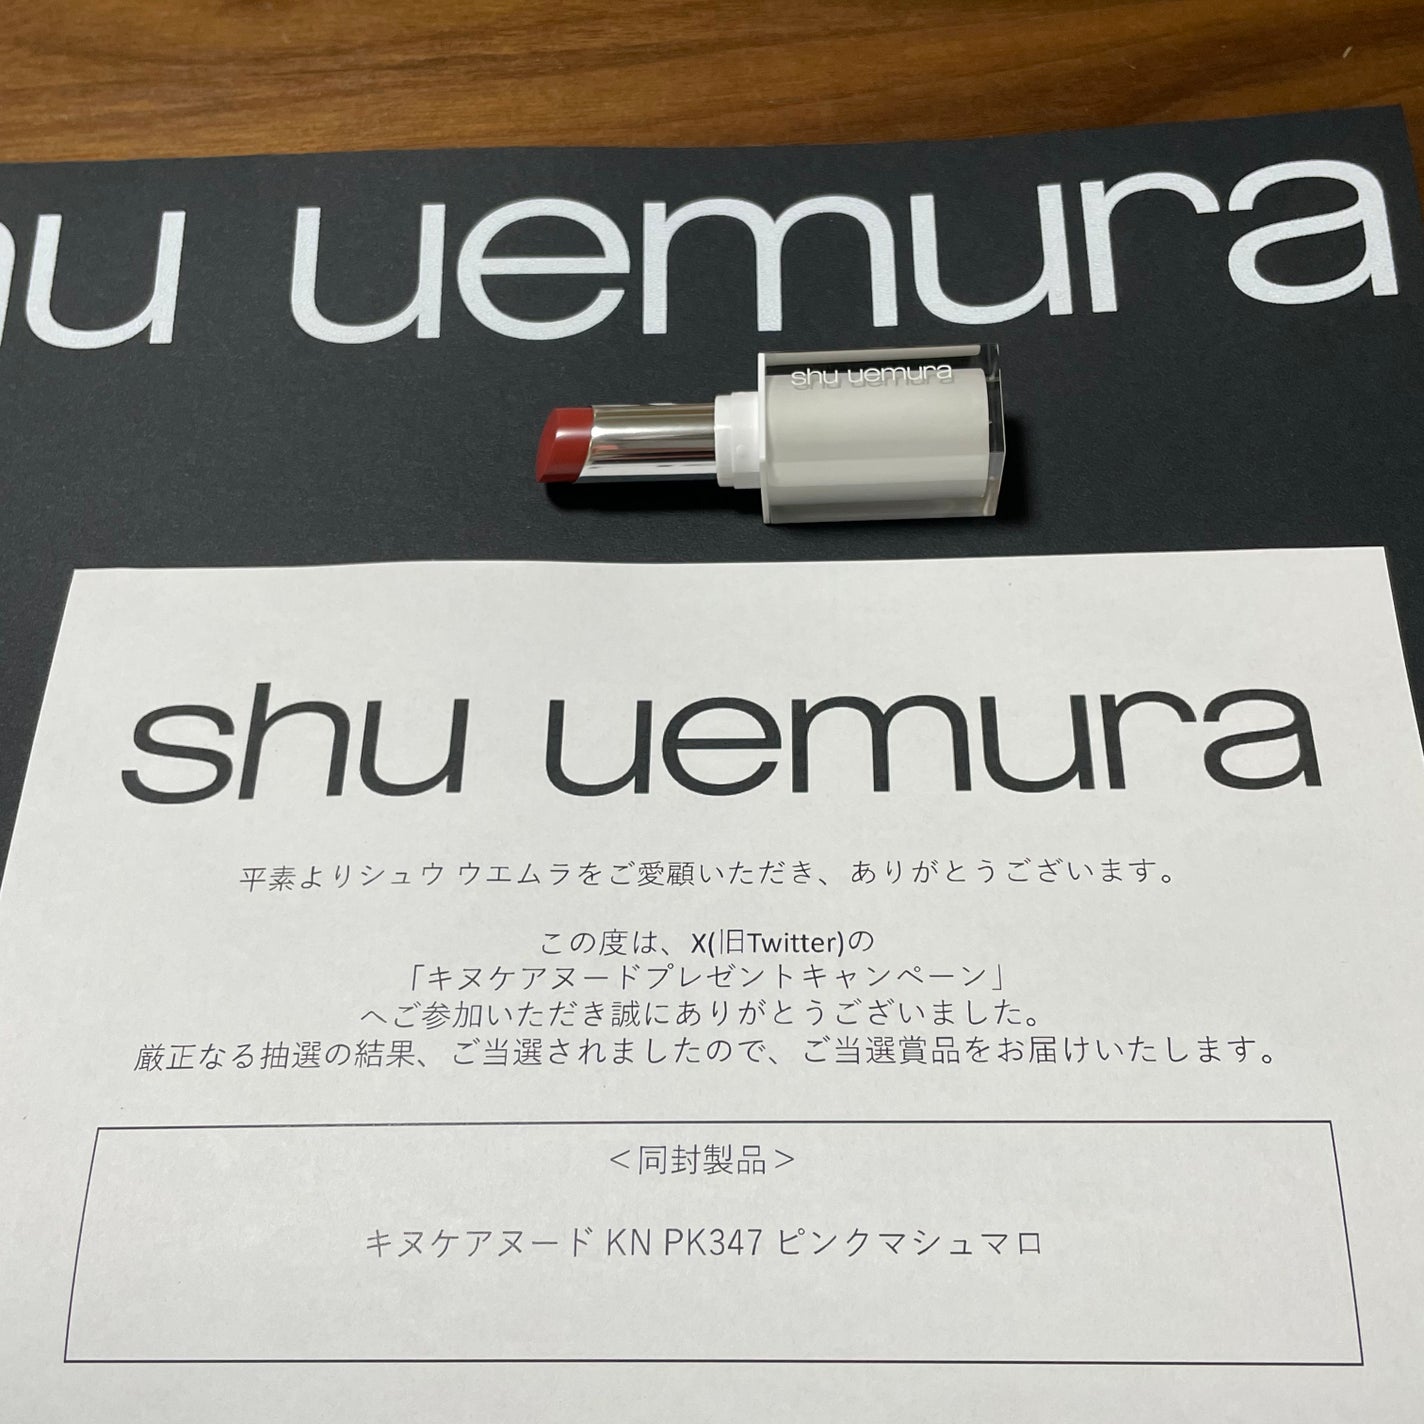 shu uemura
shu uemura
shu uemura
平素よりシュウ ウエムラをご愛顧いただき、ありがとうございます。
この度は、X(旧Twitter)の
「キヌケアヌードプレゼントキャンペーン」
へご参加いただき誠にありがとうございました。
厳正なる抽選の結果、ご当選されましたので、ご当選賞品をお届けいたします。
＜同封製品＞
キヌケアヌード KN PK347 ピンクマシュマロ